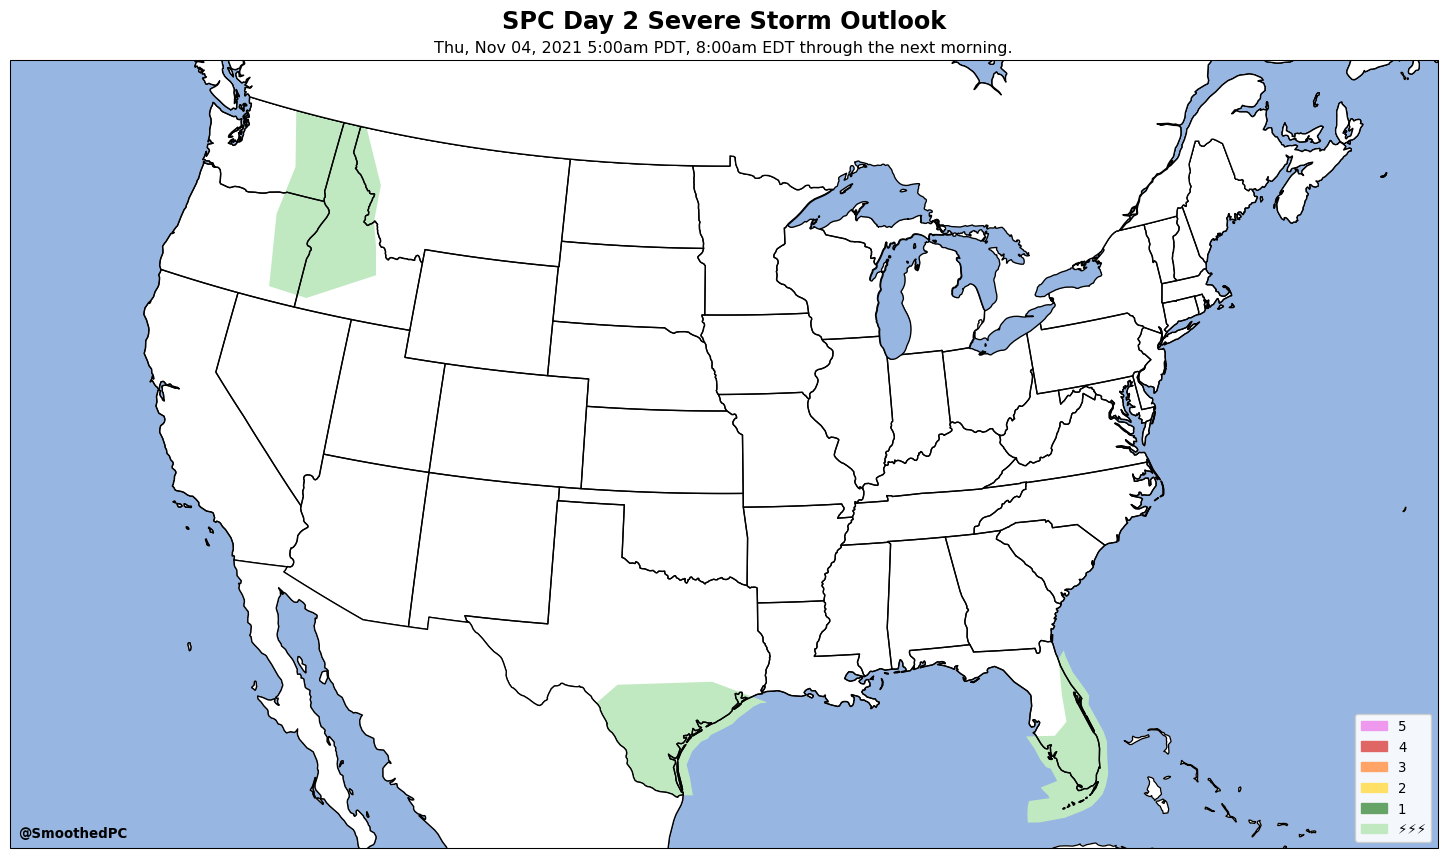 SPC Day 2 Severe Storm Outlook
Thu, Nov 04, 2021 5:00am PDT, 8:00am EDT through the next morning.
5
4
3
2
1
⚡⚡⚡
@SmoothedPC